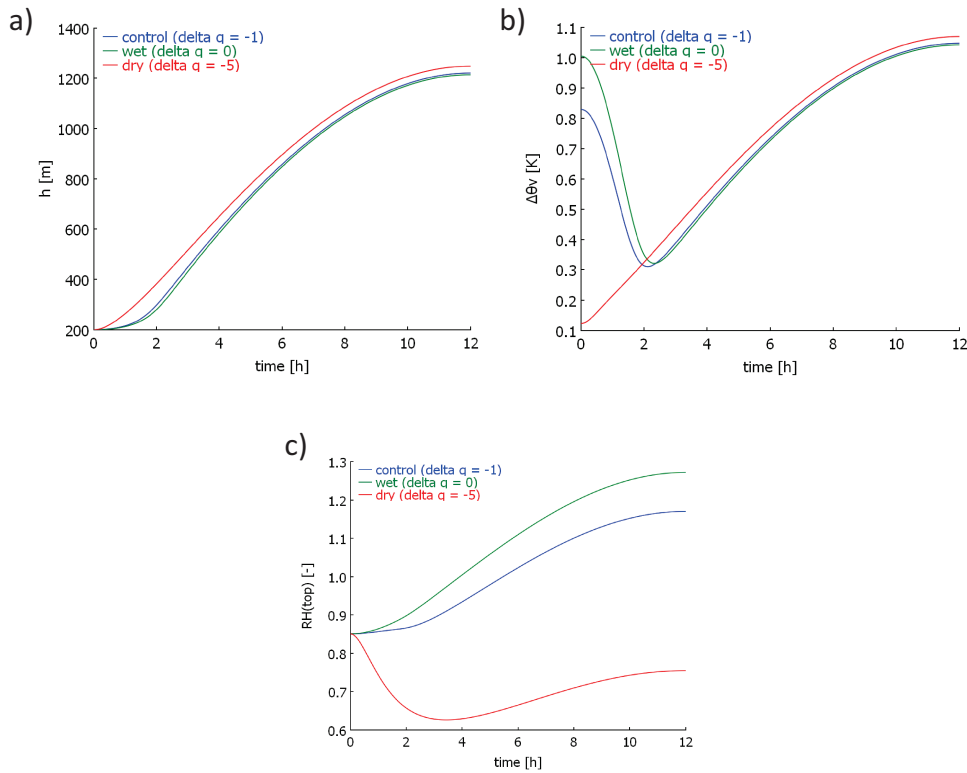 a)
1400
1200
1000
800
600
400
200
h [m]
control (delta q = -1)
wet (delta q = 0)
dry (delta q = -5)
0
2
4
6
8
10
12
time [h]
b)
1.1
1.0
0.9
0.8
0.7
0.6
0.5
0.4
0.3
0.2
0.1
Δθv [K]
control (delta q = -1)
wet (delta q = 0)
dry (delta q = -5)
0
2
4
6
8
10
12
time [h]
c)
1.3
1.2
1.1
1.0
0.9
0.8
0.7
0.6
RH(top) [-]
control (delta q = -1)
wet (delta q = 0)
dry (delta q = -5)
0
2
4
6
8
10
12
time [h]